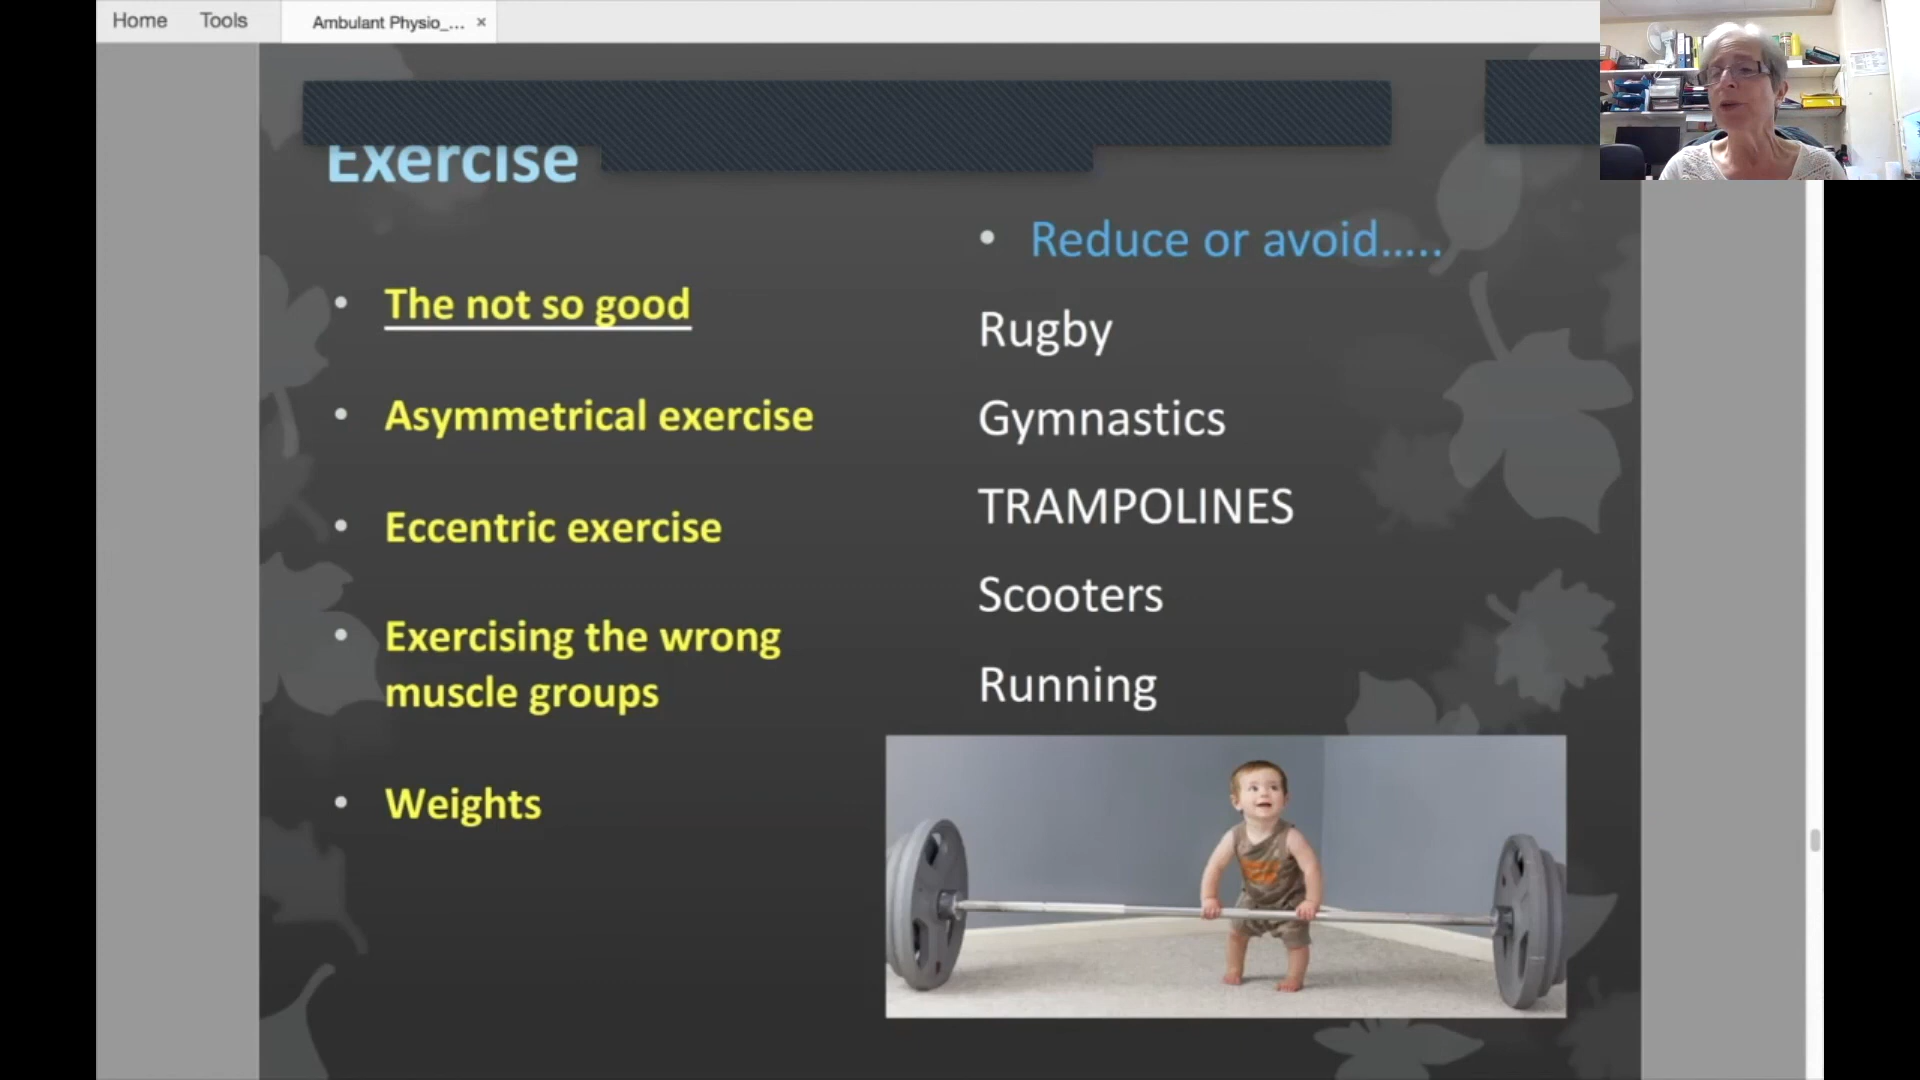 Home Tools Ambulant Physio_... ×
Exercise
• The not so good
• Asymmetrical exercise
• Eccentric exercise
• Exercising the wrong
muscle groups
• Weights
• Reduce or avoid.....
Rugby
Gymnastics
TRAMPOLINES
Scooters
Running